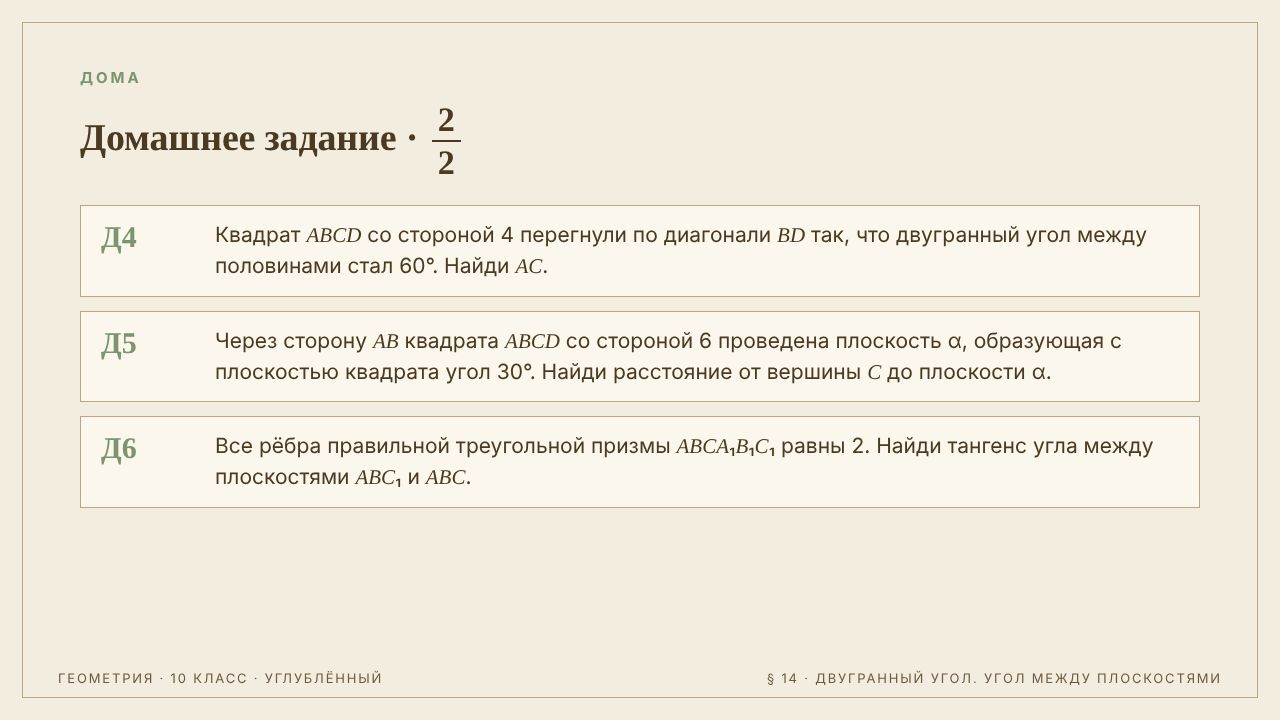 ДОМА
Домашнее задание · 2/2
Д4
Квадрат ABCD со стороной 4 перегнули по диагонали BD так, что двугранный угол между
половинами стал 60°. Найди AC.
Д5
Через сторону AB квадрата ABCD со стороной 6 проведена плоскость α, образующая с
плоскостью квадрата угол 30°. Найди расстояние от вершины C до плоскости α.
Д6
Все рёбра правильной треугольной призмы ABCA₁B₁C₁ равны 2. Найди тангенс угла между
плоскостями ABC₁ и ABC.
ГЕОМЕТРИЯ · 10 КЛАСС · УГЛУБЛЁННЫЙ
§ 14 · ДВУГРАННЫЙ УГОЛ. УГОЛ МЕЖДУ ПЛОСКОСТЯМИ